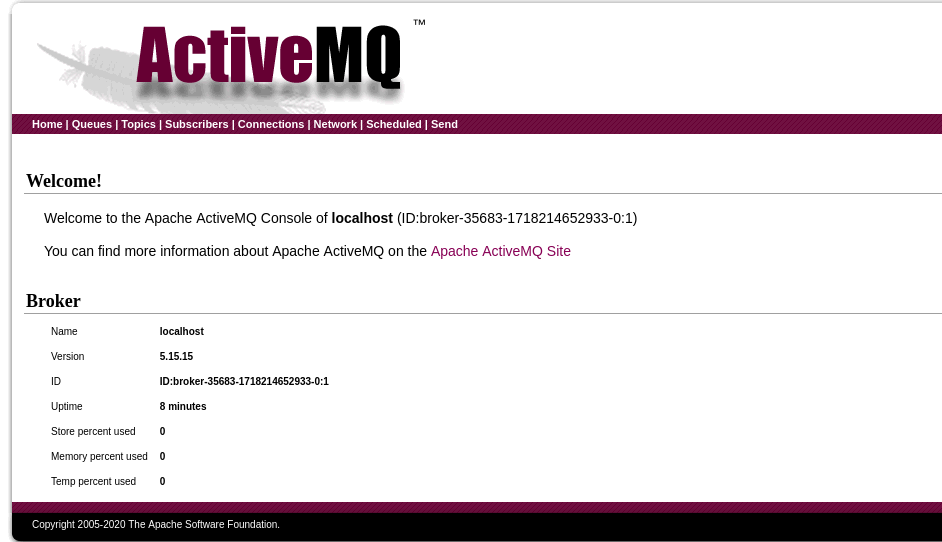 ActiveMQ™
Home | Queues | Topics | Subscribers | Connections | Network | Scheduled | Send
Welcome!
Welcome to the Apache ActiveMQ Console of localhost (ID:broker-35683-1718214652933-0:1)
You can find more information about Apache ActiveMQ on the Apache ActiveMQ Site
Broker
Name localhost
Version 5.15.15
ID ID:broker-35683-1718214652933-0:1
Uptime 8 minutes
Store percent used 0
Memory percent used 0
Temp percent used 0
Copyright 2005-2020 The Apache Software Foundation.